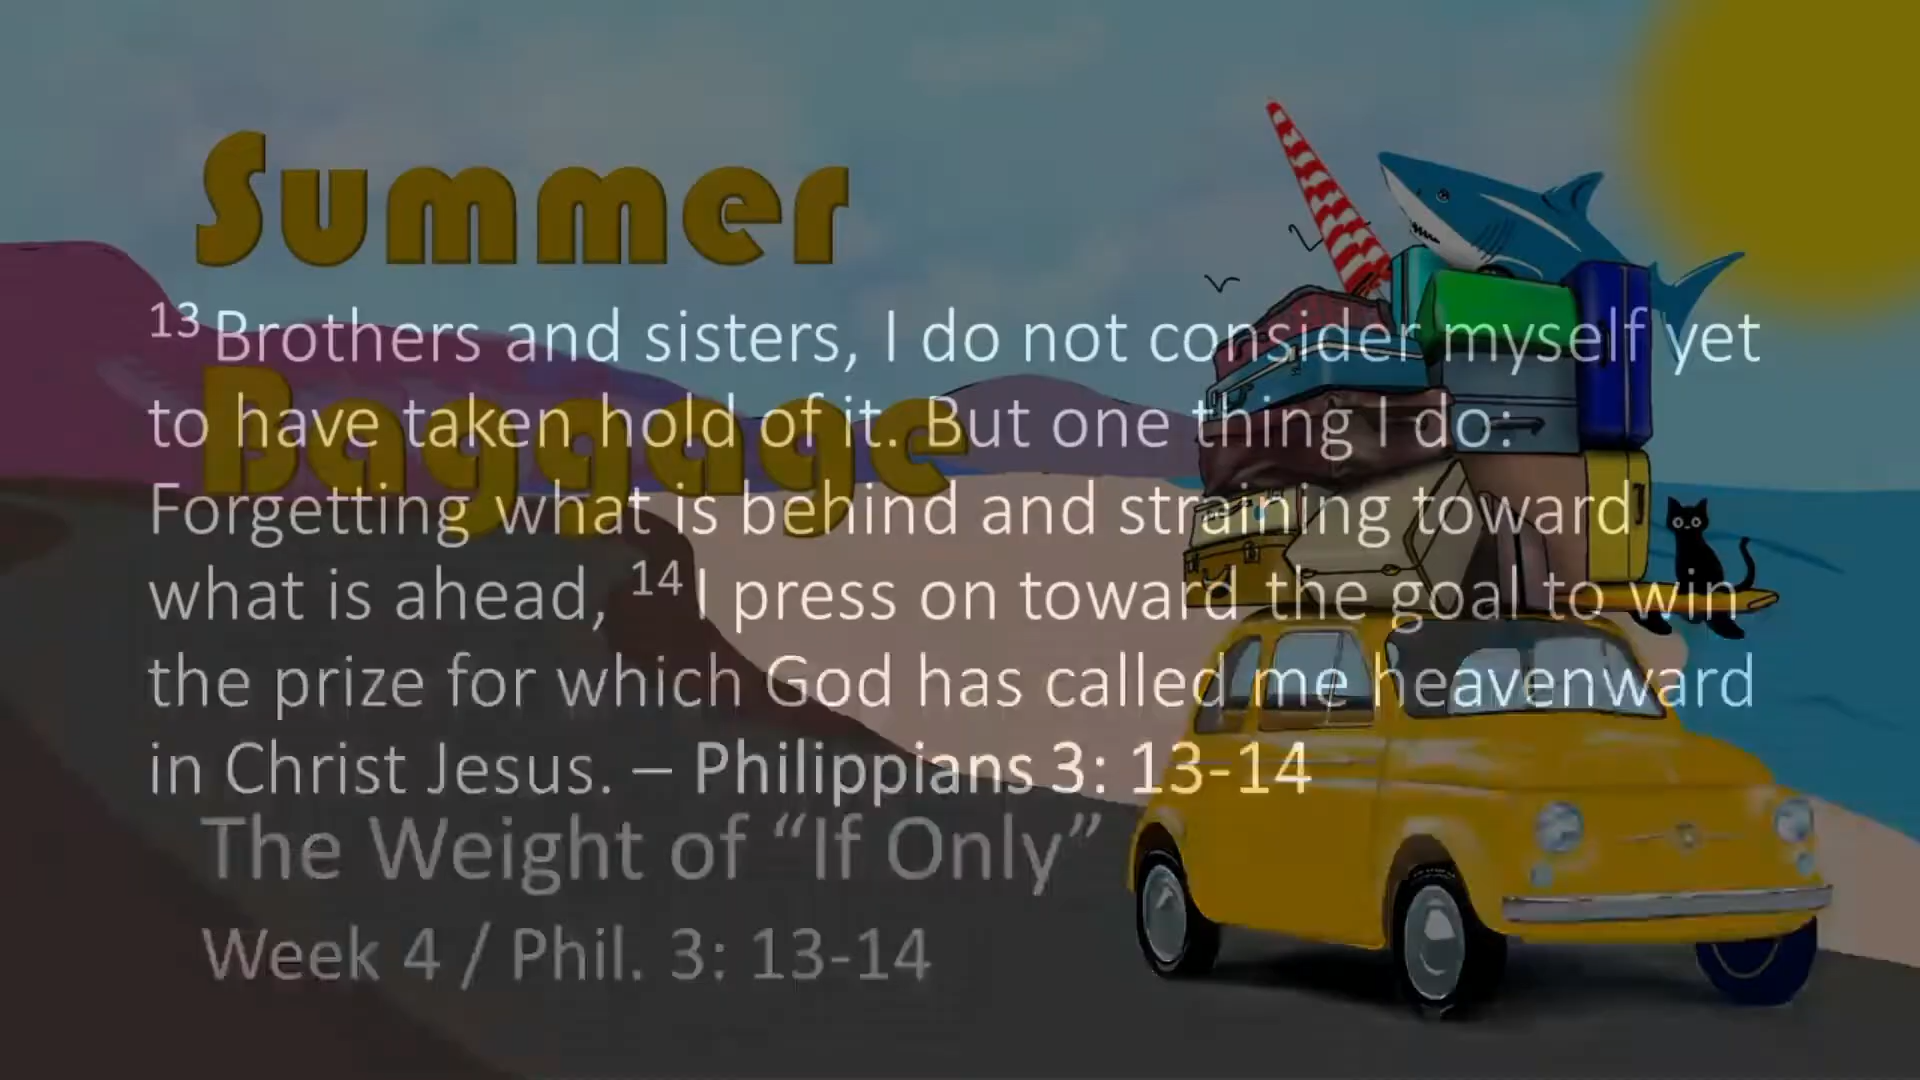 Summer
¹³ Brothers and sisters, I do not consider myself yet
Baggage
to have taken hold of it. But one thing I do:
Forgetting what is behind and straining toward
what is ahead, ¹⁴ I press on toward the goal to win
the prize for which God has called me heavenward
in Christ Jesus. – Philippians 3: 13-14
The Weight of “If Only”
Week 4 / Phil. 3: 13-14